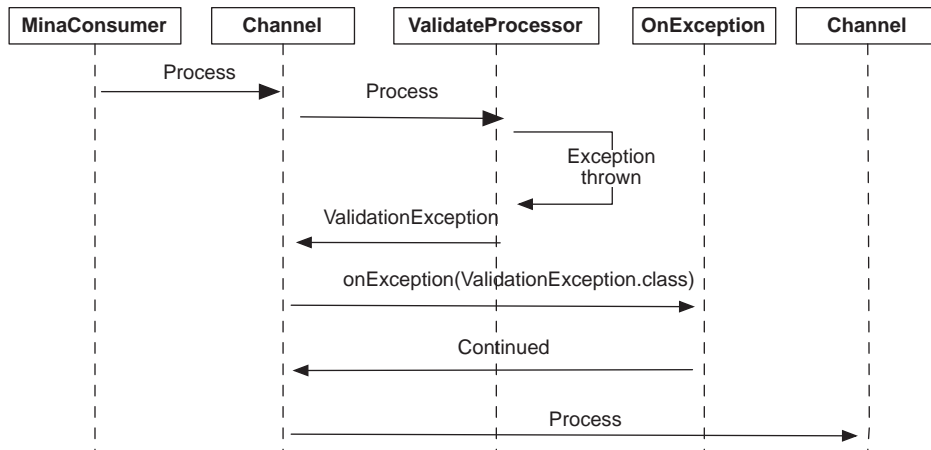 MinaConsumer
Channel
ValidateProcessor
OnException
Channel
Process
Process
Exception
thrown
ValidationException
onException(ValidationException.class)
Continued
Process